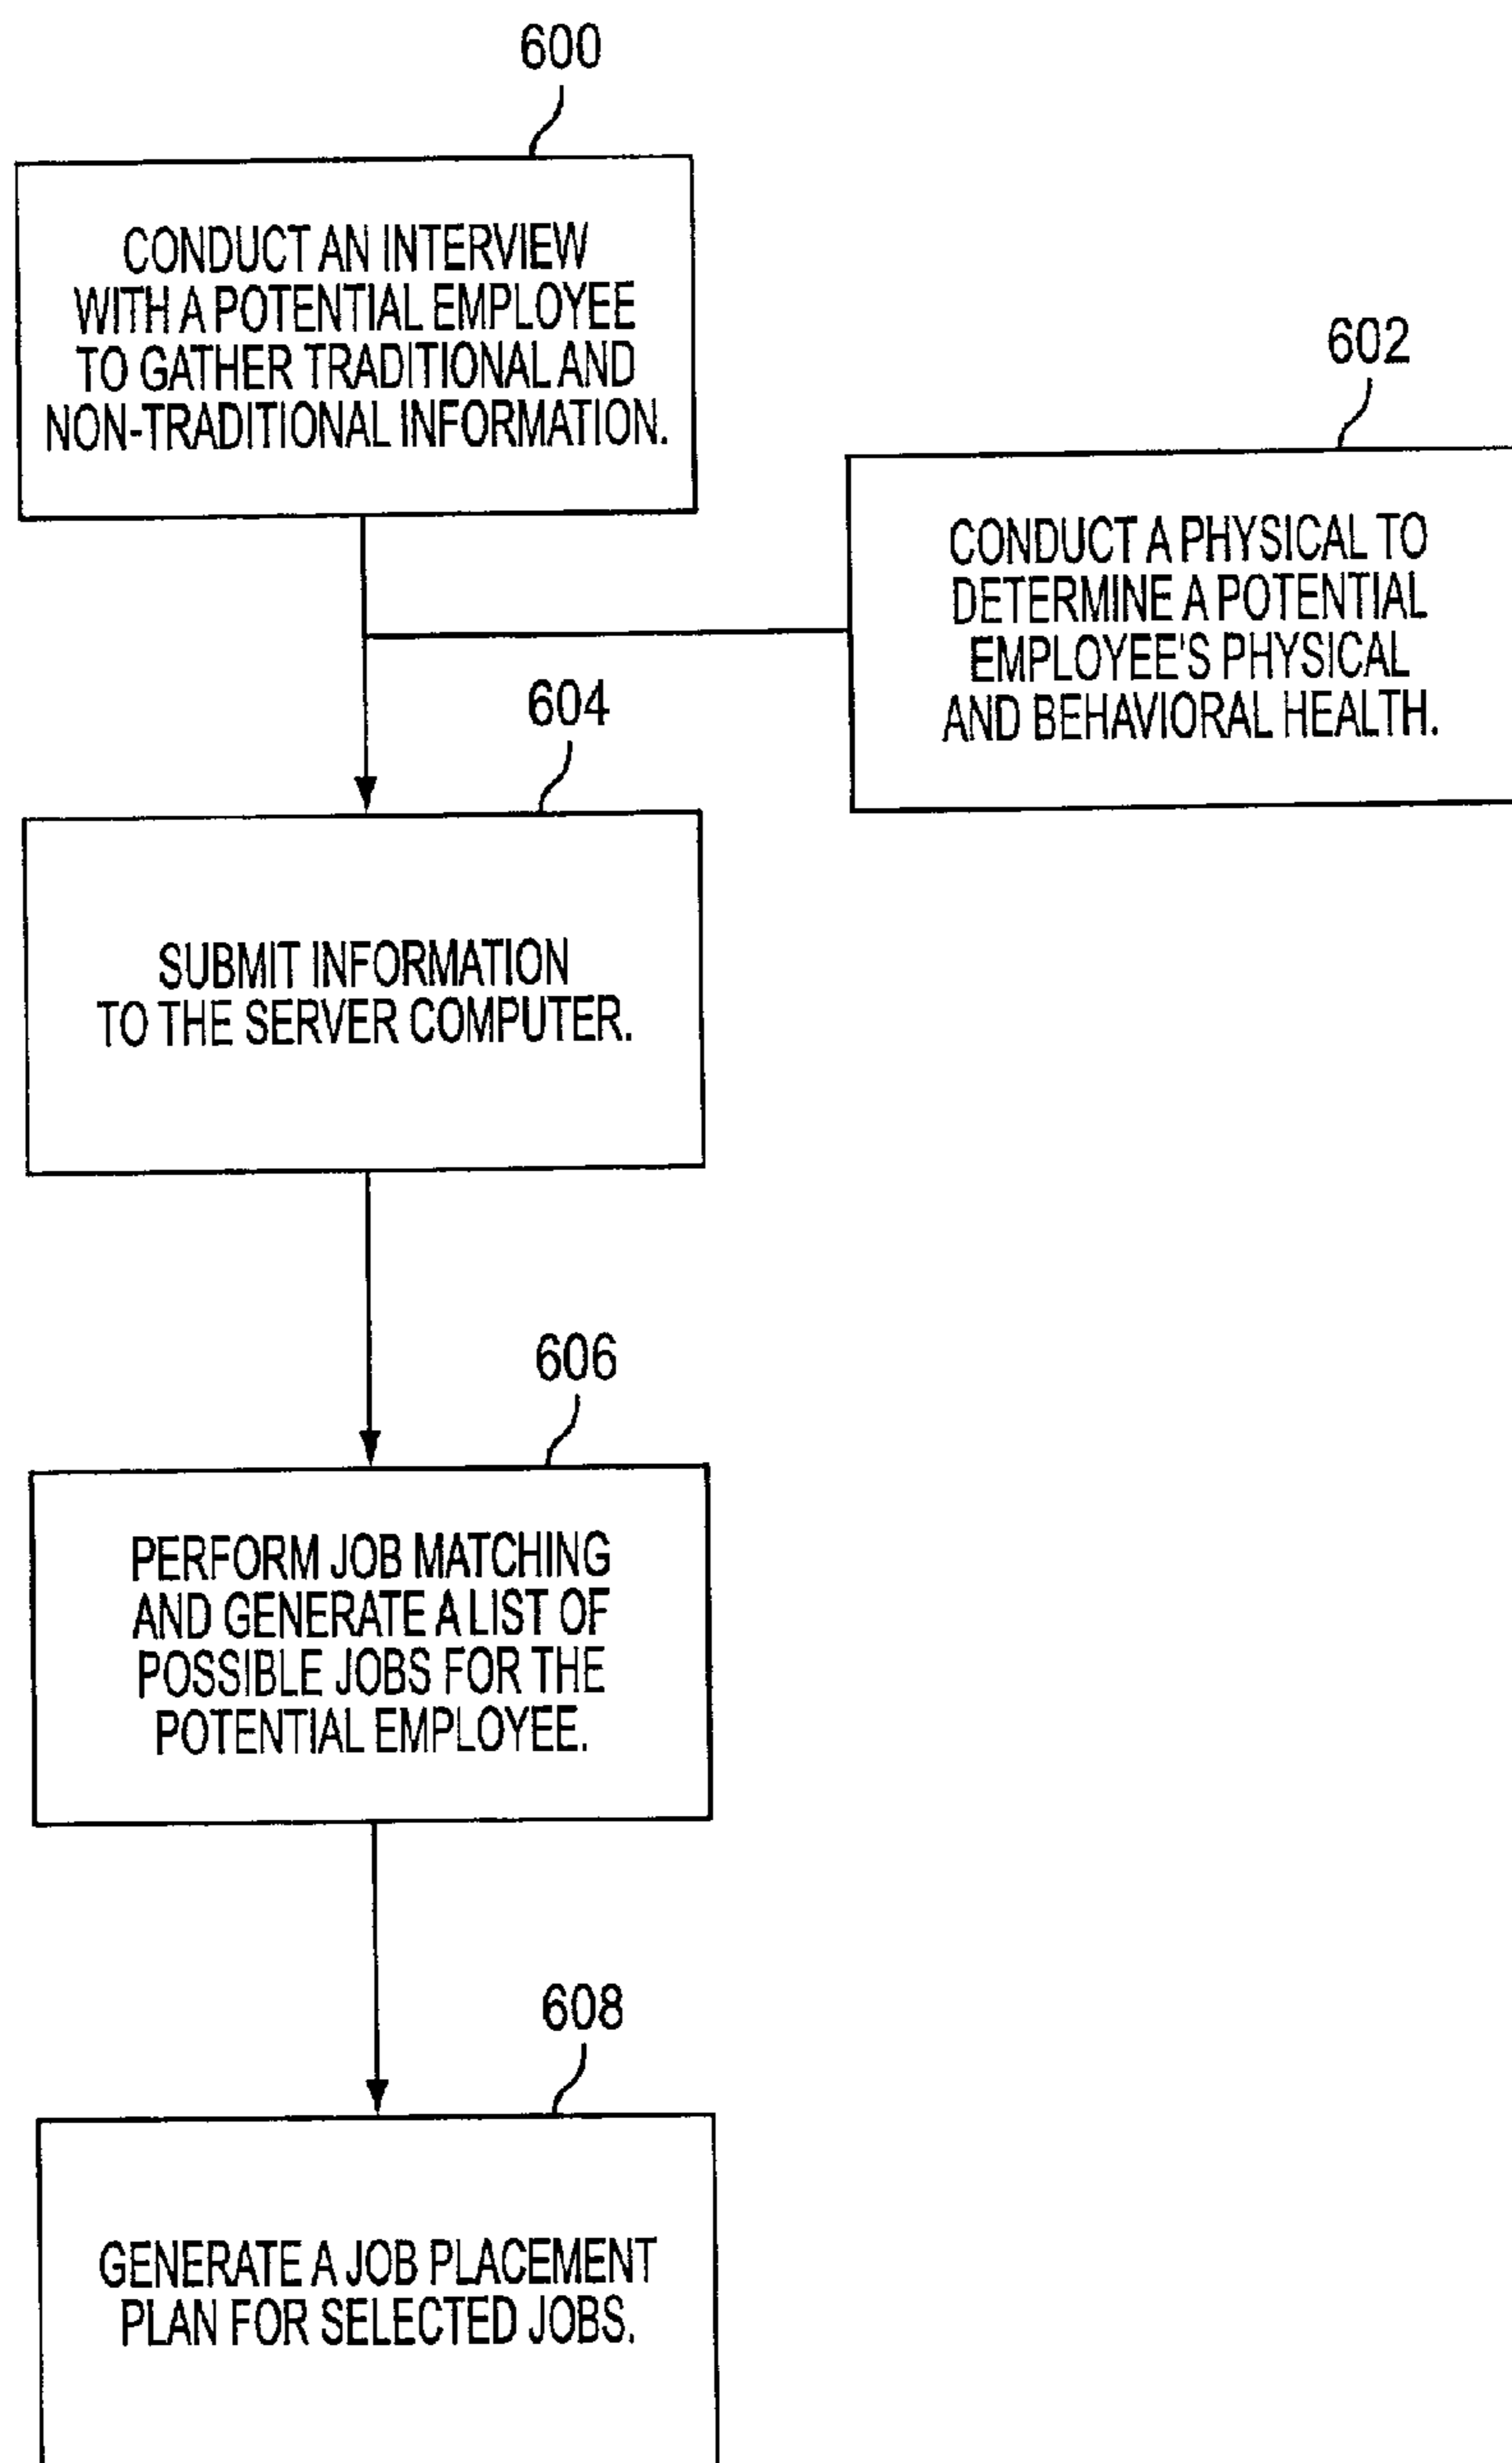 600
CONDUCT AN INTERVIEW
WITH A POTENTIAL EMPLOYEE
TO GATHER TRADITIONAL AND
NON-TRADITIONAL INFORMATION.
602
CONDUCT A PHYSICAL TO
DETERMINE A POTENTIAL
EMPLOYEE'S PHYSICAL
AND BEHAVIORAL HEALTH.
604
SUBMIT INFORMATION
TO THE SERVER COMPUTER.
606
PERFORM JOB MATCHING
AND GENERATE A LIST OF
POSSIBLE JOBS FOR THE
POTENTIAL EMPLOYEE.
608
GENERATE A JOB PLACEMENT
PLAN FOR SELECTED JOBS.